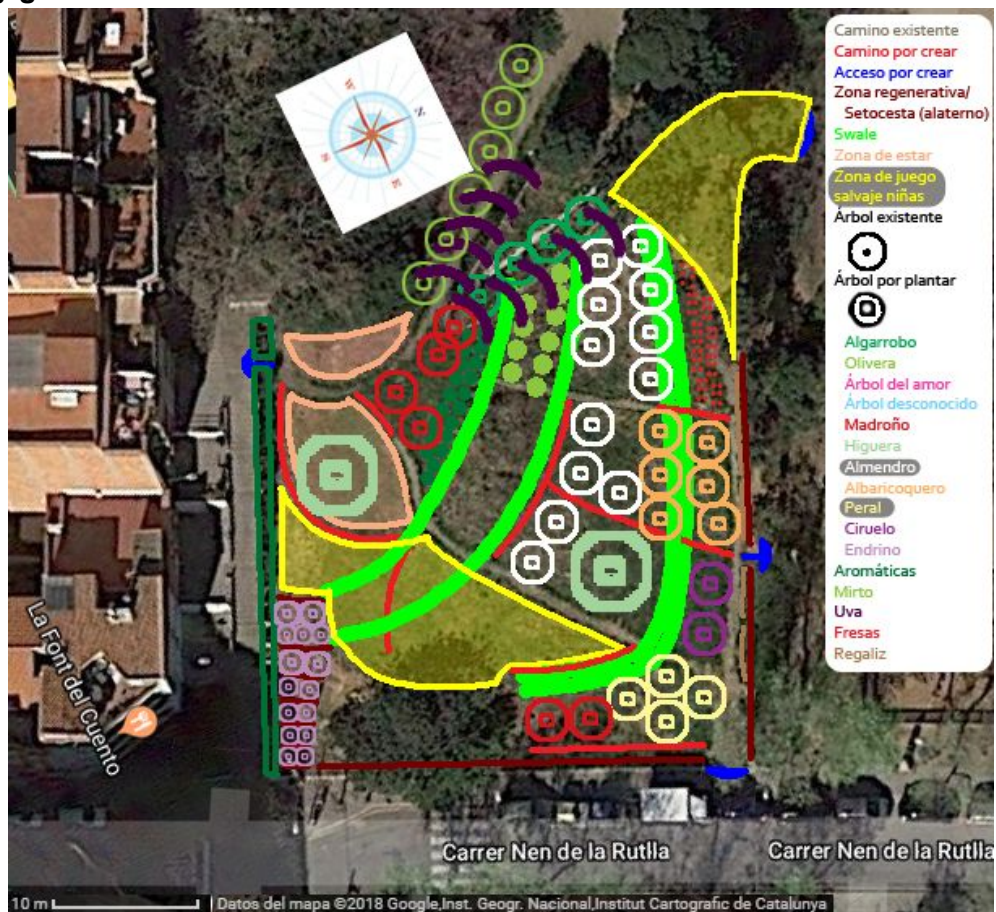 Camino existente
Camino por crear
Acceso por crear
Zona regenerativa/
Setocesta (alaterno)
Swale
Zona de estar
Zona de juego
salvaje niñas
Árbol existente
Árbol por plantar
Algarrobo
Olivera
Árbol del amor
Árbol desconocido
Madroño
Higuera
Almendro
Albaricoquero
Peral
Ciruelo
Endrino
Aromáticas
Mirto
Uva
Fresas
Regaliz
La Font del Cuento
Carrer Nen de la Rutlla
Carrer Nen de la Rutlla
10 m
Datos del mapa ©2018 Google,Inst. Geogr. Nacional,Institut Cartografic de Catalunya